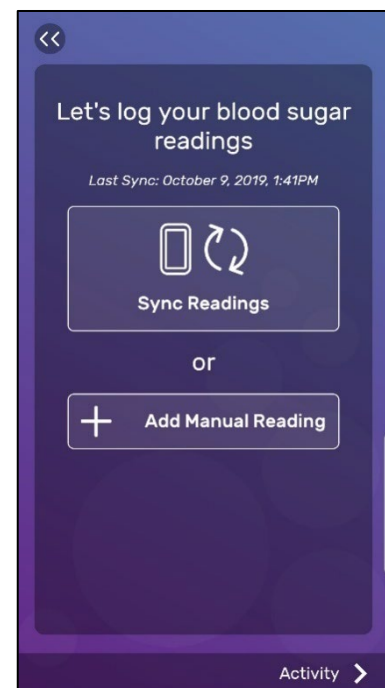 Let's log your blood sugar
readings
Last Sync: October 9, 2019, 1:41PM
Sync Readings
or
Add Manual Reading
Activity